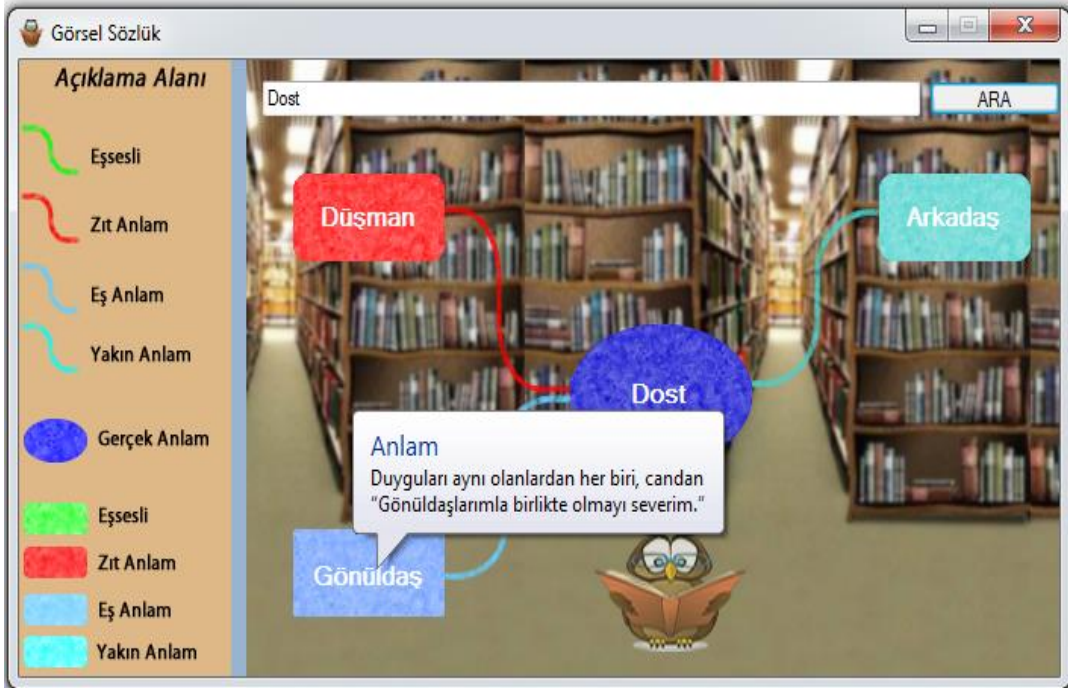 Görsel Sözlük
Açıklama Alanı
Eşsesli
Zıt Anlam
Eş Anlam
Yakın Anlam
Gerçek Anlam
Eşsesli
Zıt Anlam
Eş Anlam
Yakın Anlam
Dost
ARA
Düşman
Arkadaş
Dost
Anlam
Duyguları aynı olanlardan her biri, candan
“Gönüldaşlarımla birlikte olmayı severim.”
Gönüldaş